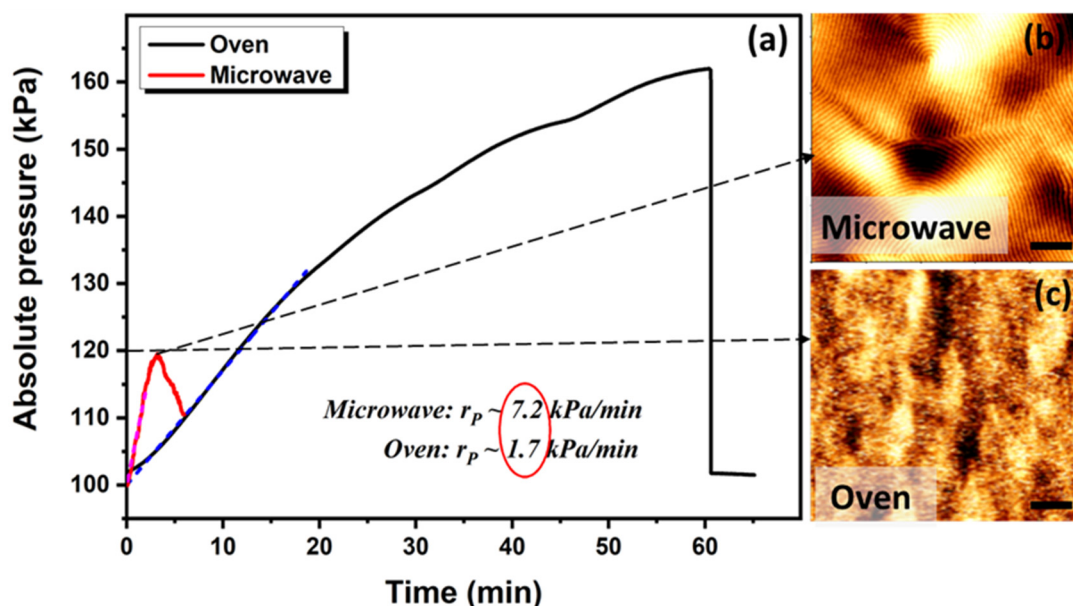 Oven
Microwave
(a)
Absolute pressure (kPa)
160
150
140
130
120
110
100
Microwave: rP ~ 7.2 kPa/min
Oven: rP ~ 1.7 kPa/min
0
10
20
30
40
50
60
Time (min)
(b)
Microwave
(c)
Oven